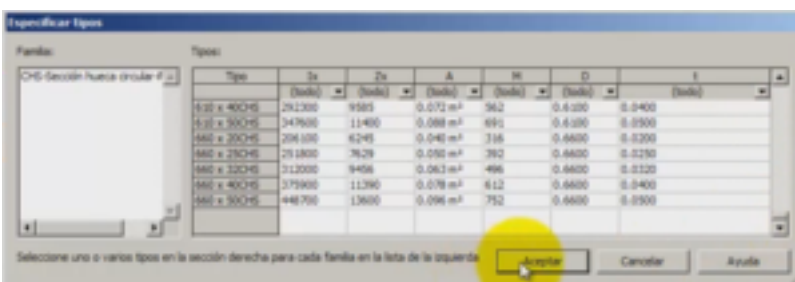 Especificar tipos
Familia: Tipos:
CHS-Sección hueca circular-
Tipo Ix Zx A M D t
(todo) (todo) (todo) (todo) (todo) (todo)
610 x 40CHS 292300 9585 0.072 m² 562 0.6100 0.0400
610 x 50CHS 347600 11400 0.088 m² 691 0.6100 0.0500
660 x 20CHS 206100 6245 0.040 m² 316 0.6600 0.0200
660 x 25CHS 251800 7629 0.050 m² 392 0.6600 0.0250
660 x 32CHS 312000 9456 0.063 m² 496 0.6600 0.0320
660 x 40CHS 375900 11390 0.078 m² 612 0.6600 0.0400
660 x 50CHS 448700 13600 0.096 m² 752 0.6600 0.0500
Seleccione uno o varios tipos en la sección derecha para cada familia en la lista de la izquierda Aceptar Cancelar Ayuda